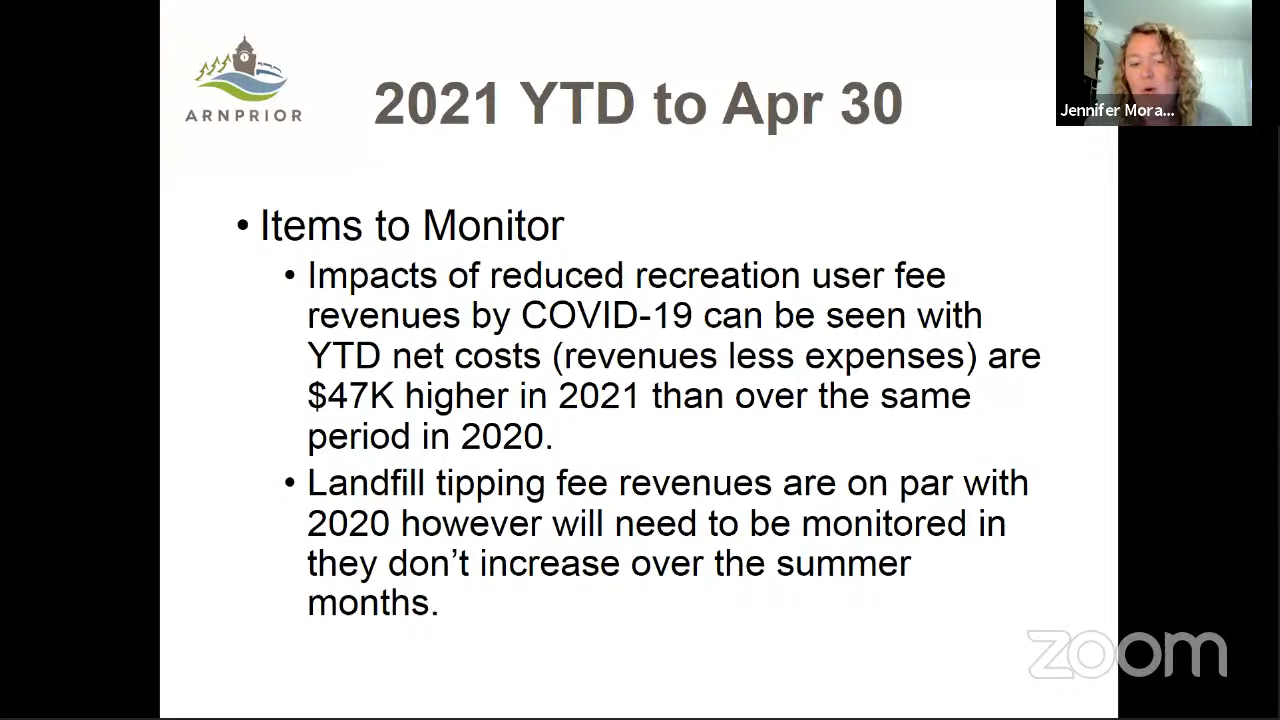 ARNPRIOR
2021 YTD to Apr 30
Jennifer Mora...
• Items to Monitor
• Impacts of reduced recreation user fee
revenues by COVID-19 can be seen with
YTD net costs (revenues less expenses) are
$47K higher in 2021 than over the same
period in 2020.
• Landfill tipping fee revenues are on par with
2020 however will need to be monitored in
they don’t increase over the summer
months.
zoom